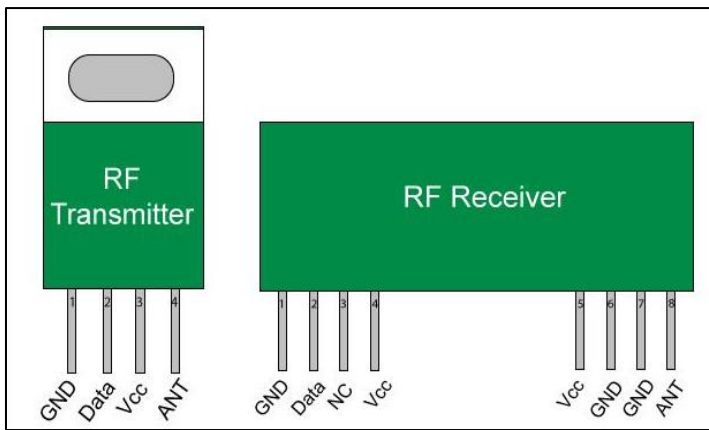 RF
Transmitter
RF Receiver
1 2 3 4
1 2 3 4 5 6 7 8
GND Data Vcc ANT
GND Data NC Vcc Vcc GND GND ANT